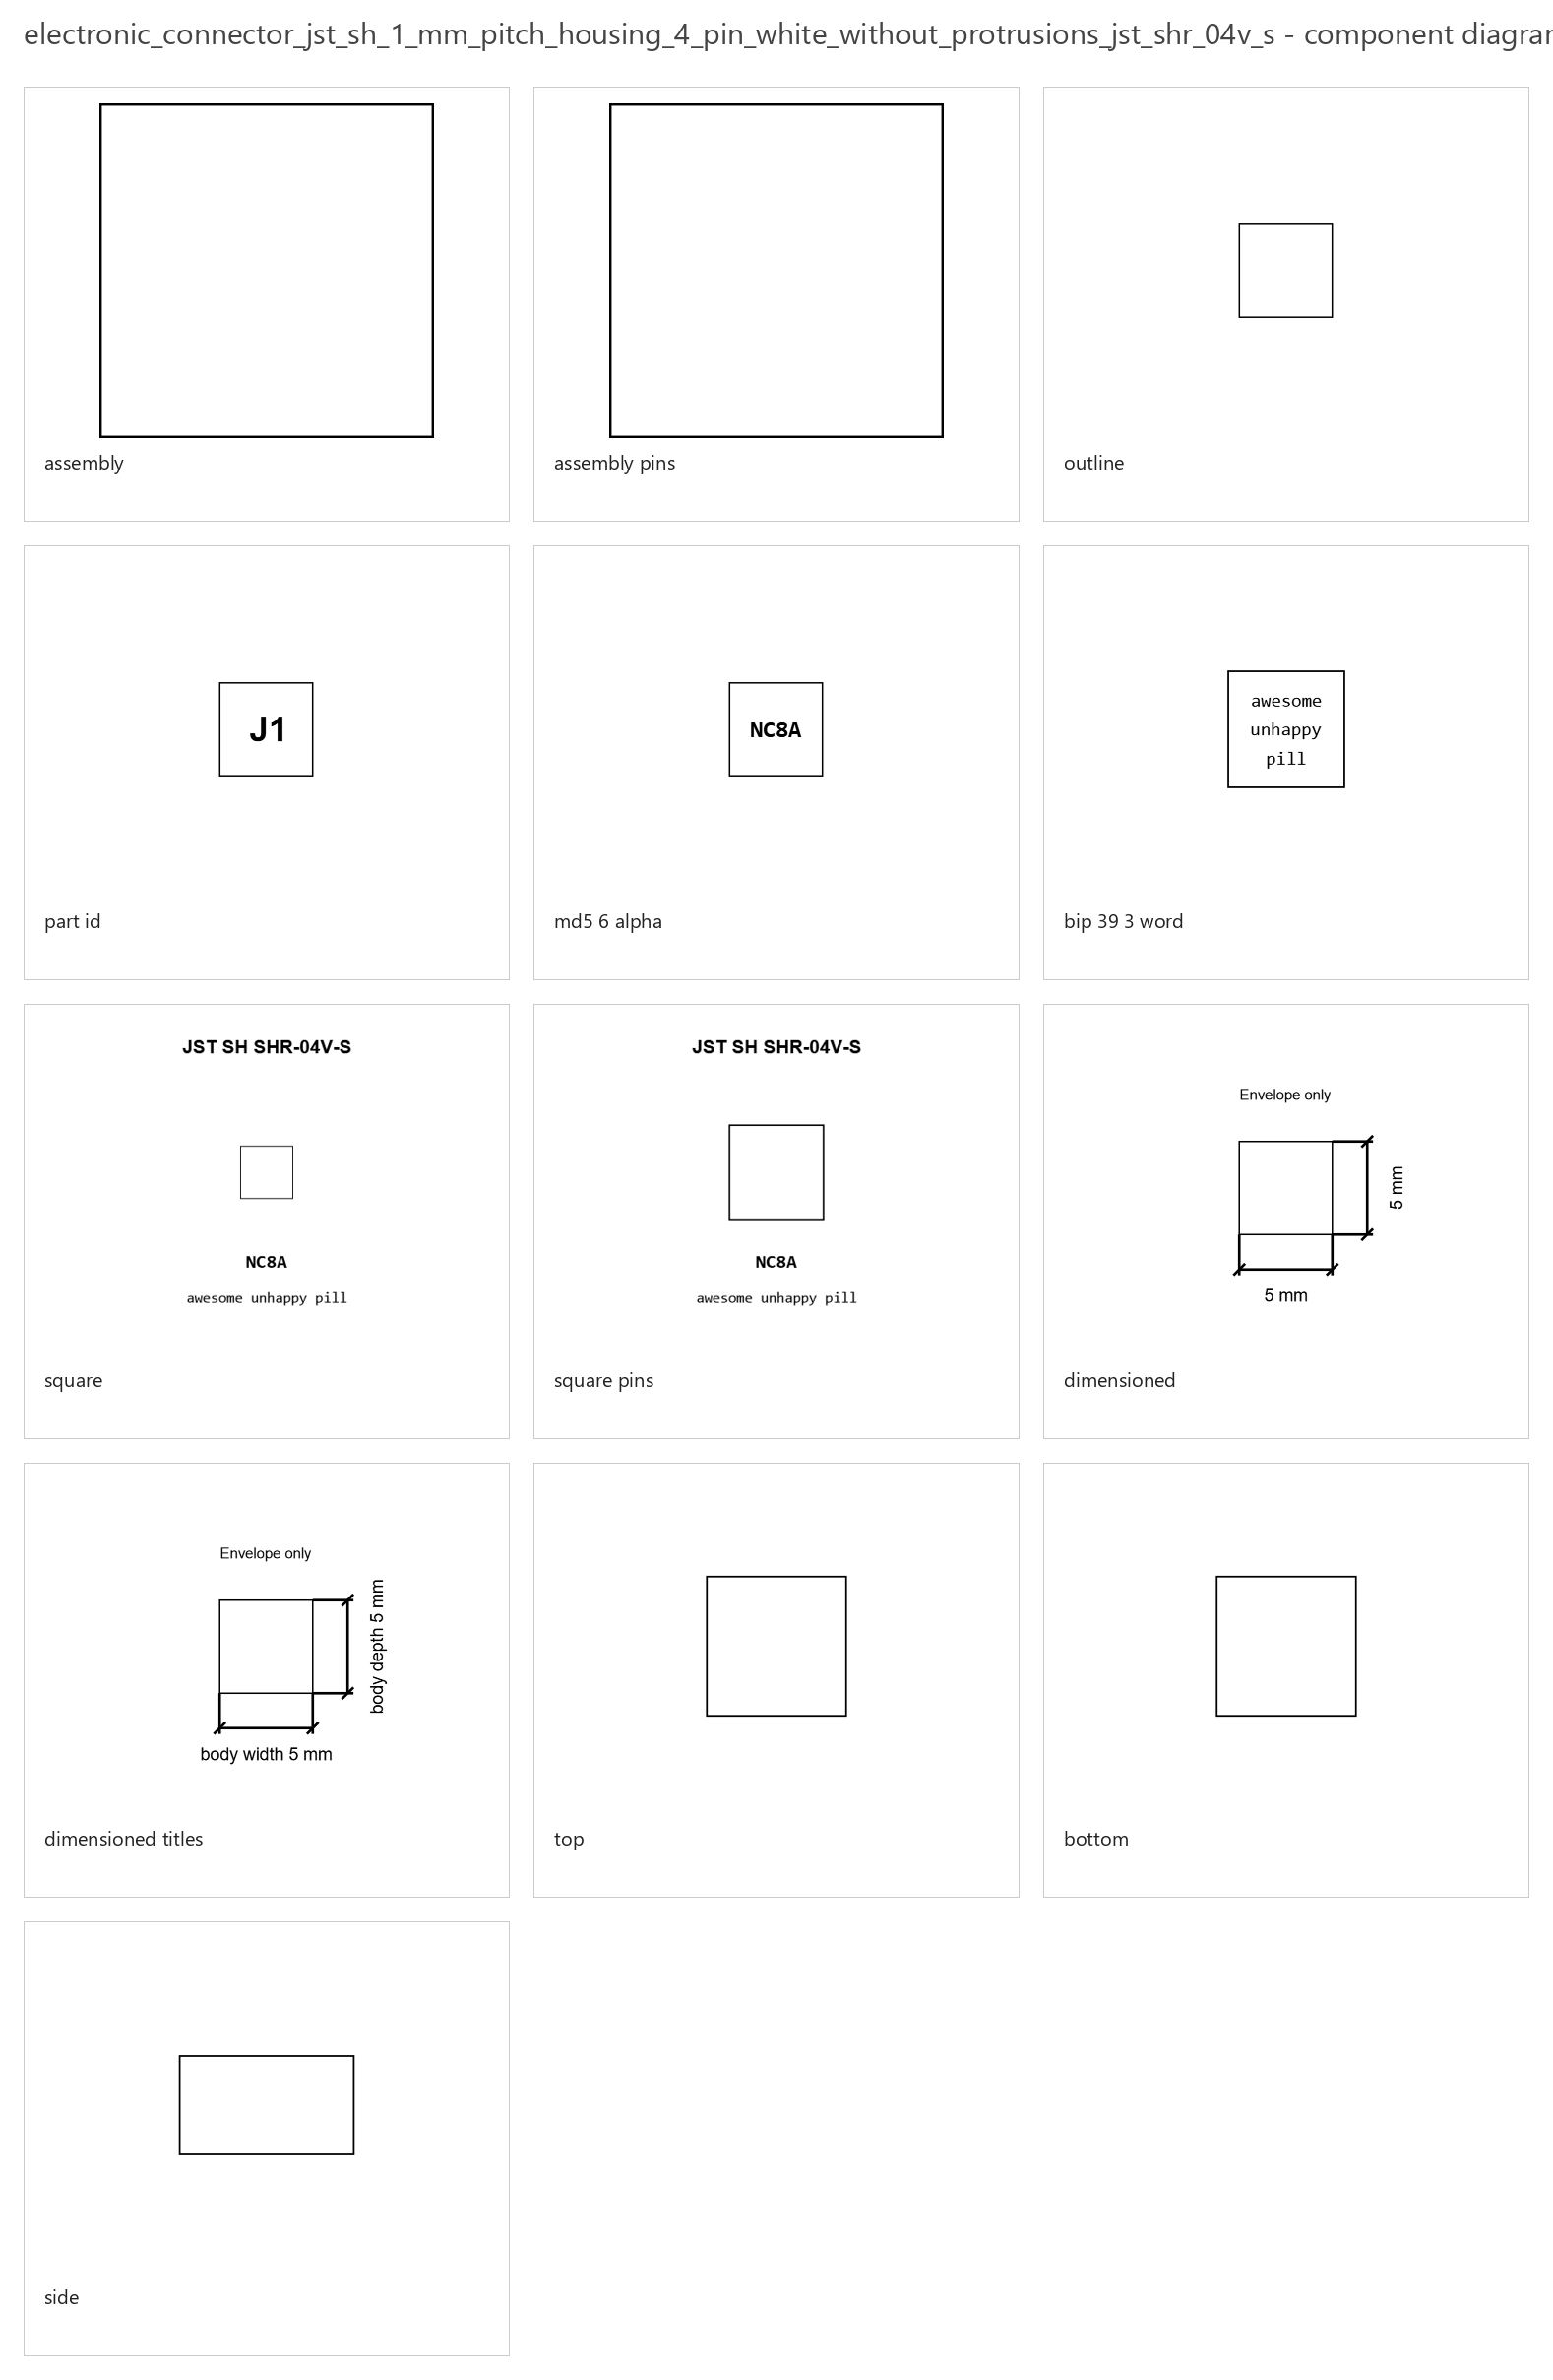 electronic_connector_jst_sh_1_mm_pitch_housing_4_pin_white_without_protrusions_jst_shr_04v_s - component diagra
assembly
assembly pins
outline
J1
part id
NC8A
md5 6 alpha
awesome
unhappy
pill
bip 39 3 word
JST SH SHR-04V-S
NC8A
awesome unhappy pill
square
JST SH SHR-04V-S
NC8A
awesome unhappy pill
square pins
Envelope only
5 mm
5 mm
dimensioned
Envelope only
body depth 5 mm
body width 5 mm
dimensioned titles
top
bottom
side